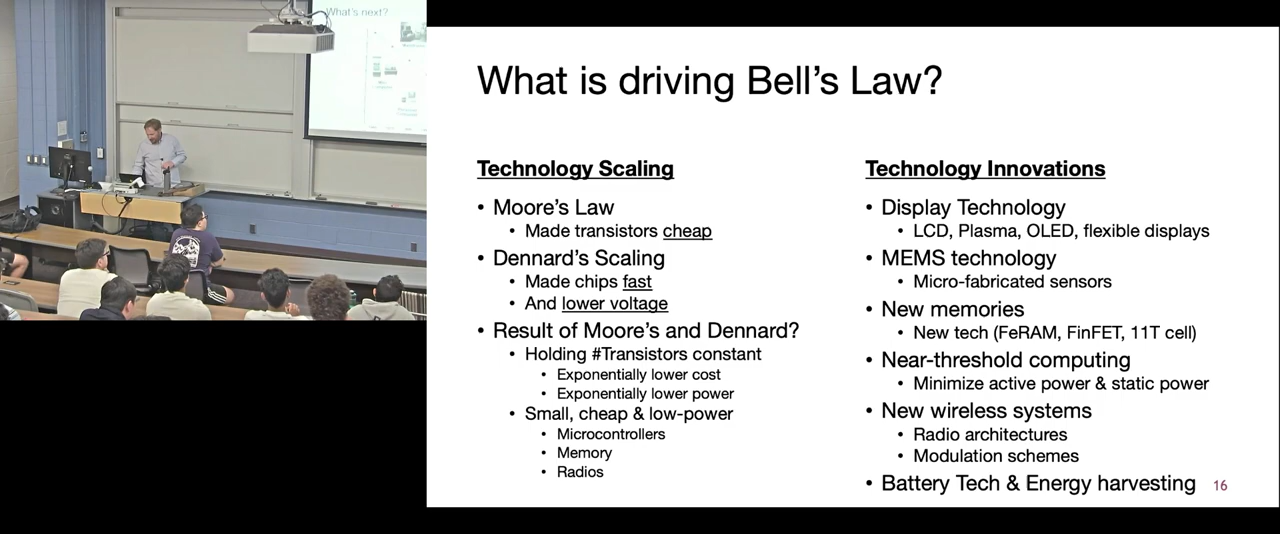 What's next?
What is driving Bell's Law?
Technology Scaling
• Moore's Law
• Made transistors cheap
• Dennard's Scaling
• Made chips fast
• And lower voltage
• Result of Moore's and Dennard?
• Holding #Transistors constant
• Exponentially lower cost
• Exponentially lower power
• Small, cheap & low-power
• Microcontrollers
• Memory
• Radios
Technology Innovations
• Display Technology
• LCD, Plasma, OLED, flexible displays
• MEMS technology
• Micro-fabricated sensors
• New memories
• New tech (FeRAM, FinFET, 11T cell)
• Near-threshold computing
• Minimize active power & static power
• New wireless systems
• Radio architectures
• Modulation schemes
• Battery Tech & Energy harvesting
16